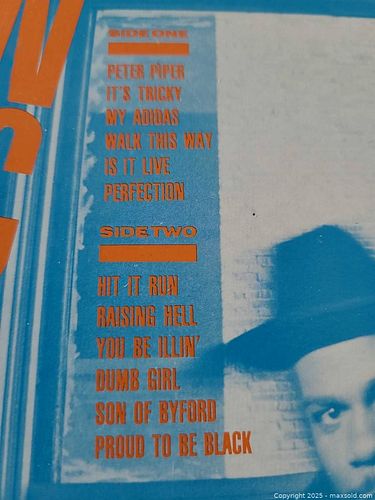 SIDE ONE
PETER PIPER
IT'S TRICKY
MY ADIDAS
WALK THIS WAY
IS IT LIVE
PERFECTION
SIDE TWO
HIT IT RUN
RAISING HELL
YOU BE ILLIN'
DUMB GIRL
SON OF BYFORD
PROUD TO BE BLACK
Copyright 2025 - maxsold.com